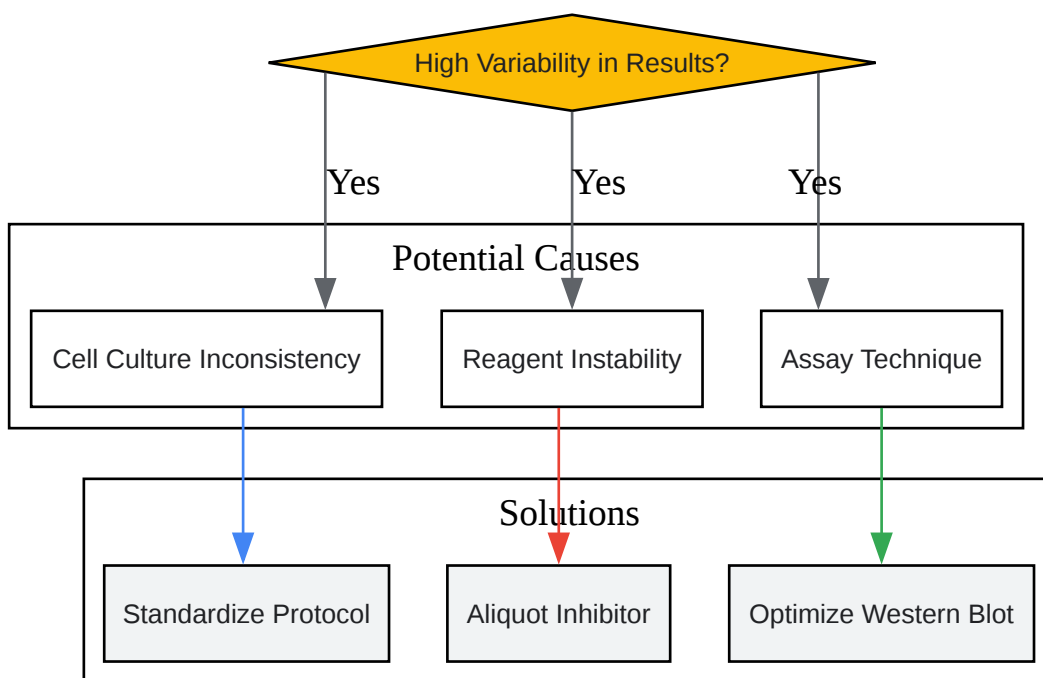 High Variability in Results?
Yes
Yes
Yes
Potential Causes
Cell Culture Inconsistency
Reagent Instability
Assay Technique
Solutions
Standardize Protocol
Aliquot Inhibitor
Optimize Western Blot